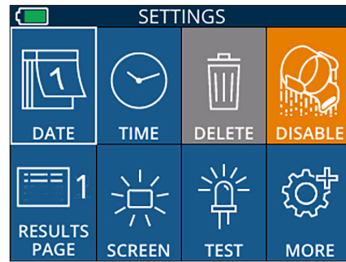 SETTINGS
1
DATE
TIME
DELETE
DISABLE
1
RESULTS
PAGE
SCREEN
TEST
MORE